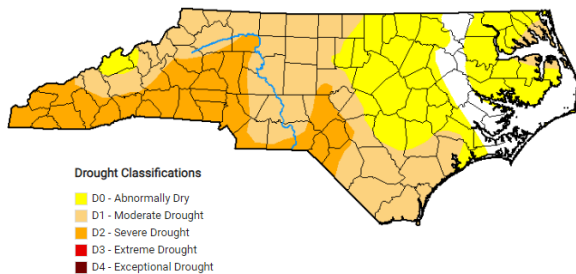 Drought Classifications
D0 - Abnormally Dry
D1 - Moderate Drought
D2 - Severe Drought
D3 - Extreme Drought
D4 - Exceptional Drought